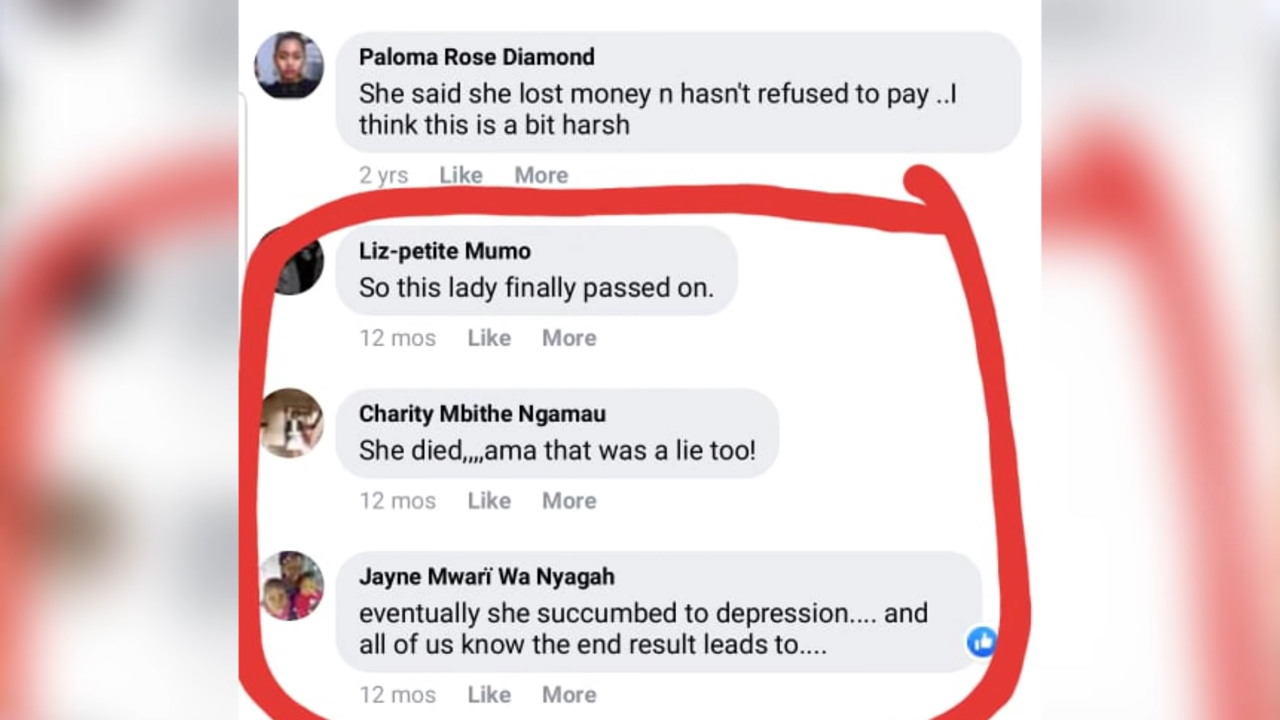 Paloma Rose Diamond
She said she lost money n hasn't refused to pay ..I
think this is a bit harsh
2 yrs Like More
Liz-petite Mumo
So this lady finally passed on.
12 mos Like More
Charity Mbithe Ngamau
She died,,,,ama that was a lie too!
12 mos Like More
Jayne Mwarï Wa Nyagah
eventually she succumbed to depression.... and
all of us know the end result leads to....
12 mos Like More